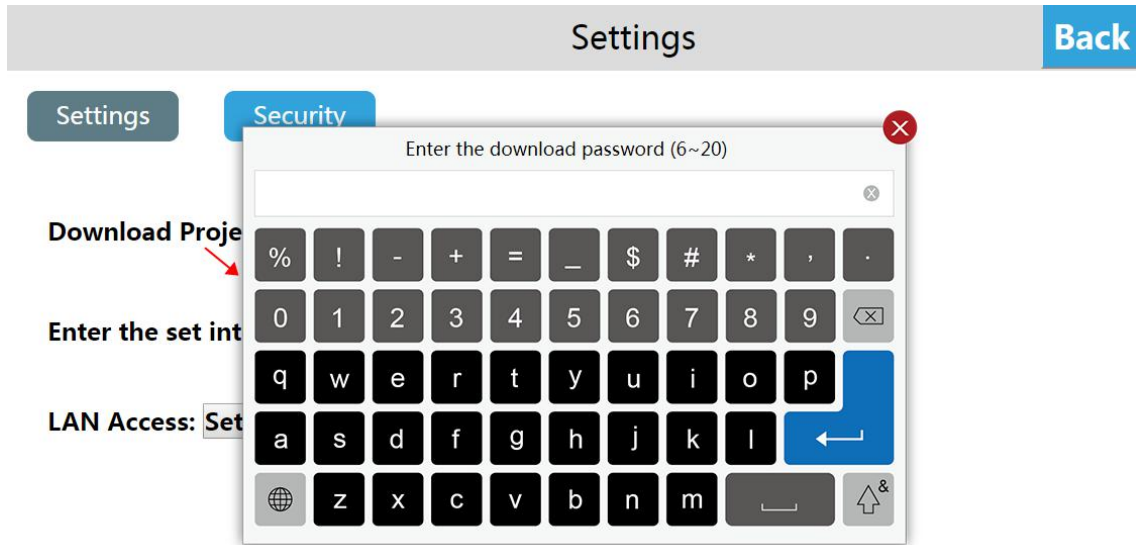 Settings
Back
Settings
Security
Enter the download password (6~20)
Download Proje
% ! - + = _ $ # * , .
0 1 2 3 4 5 6 7 8 9
Enter the set int
q w e r t y u i o p
LAN Access: Set
a s d f g h j k l
z x c v b n m &